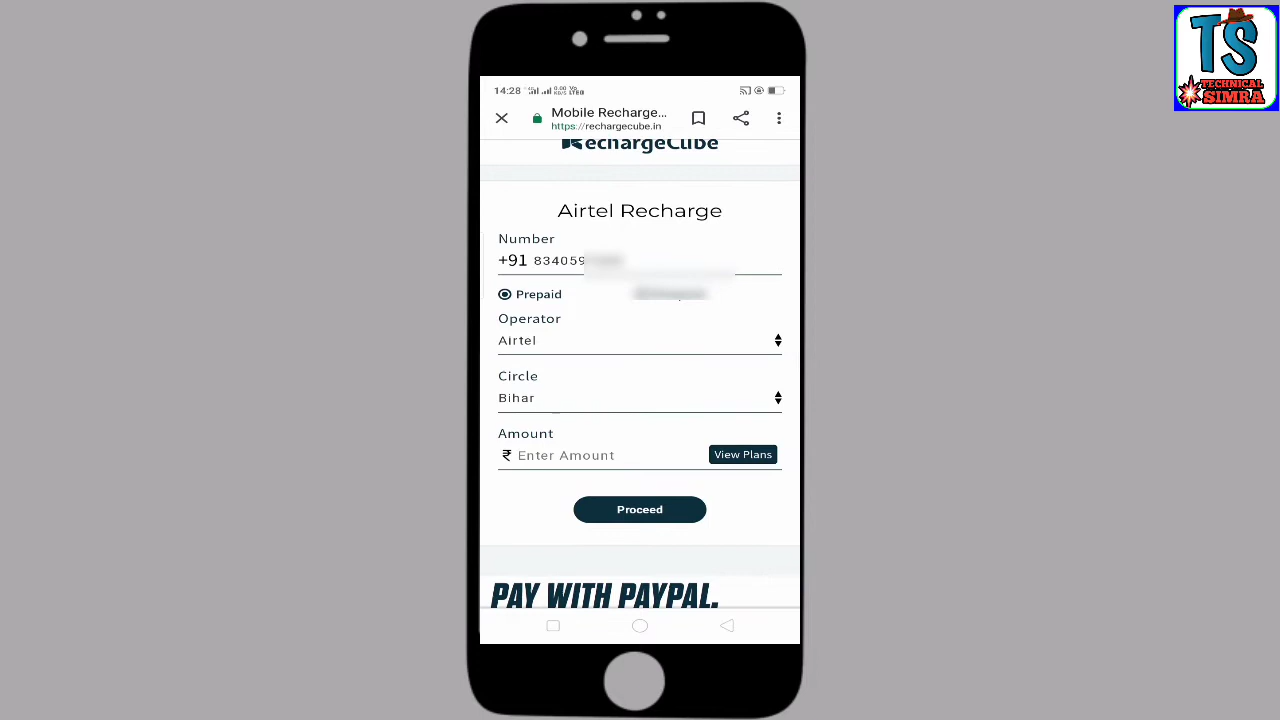 TS
TECHNICAL
SIMRA
14:28
Mobile Recharge...
https://rechargecube.in
RechargeCube
Airtel Recharge
Number
+91 834059
Prepaid
Operator
Airtel
Circle
Bihar
Amount
₹ Enter Amount View Plans
Proceed
PAY WITH PAYPAL.